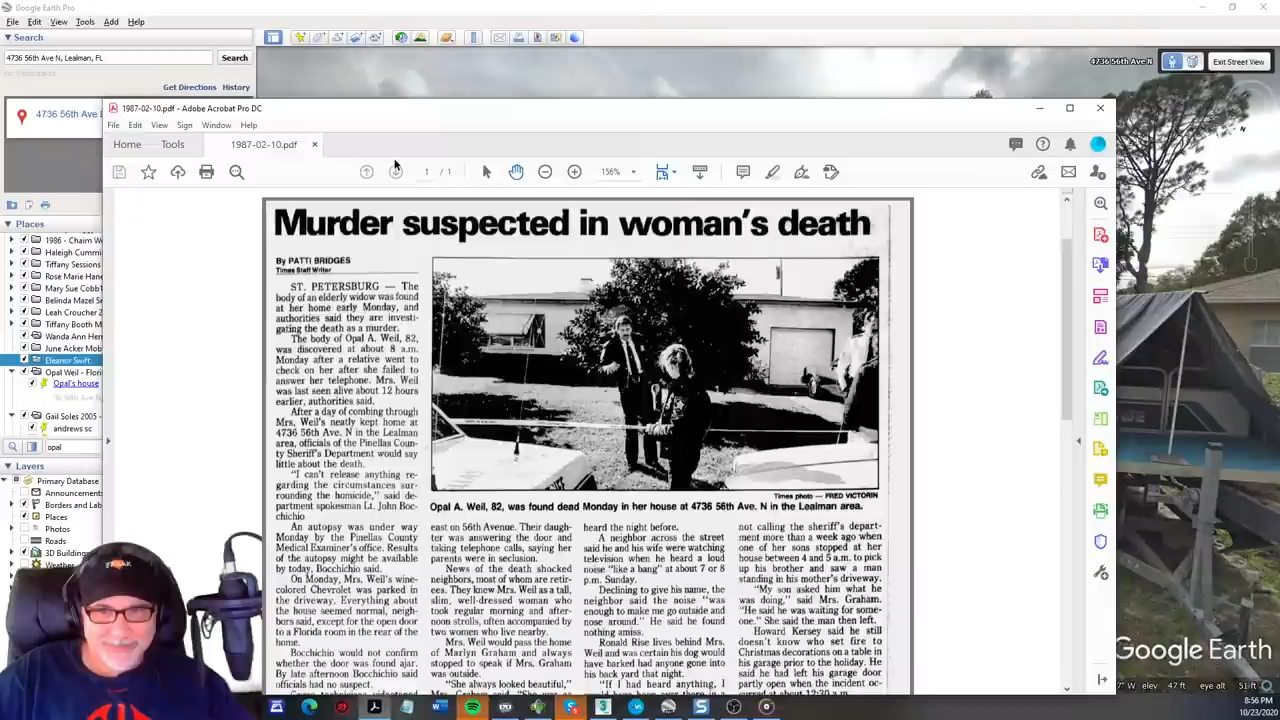 Google Earth Pro
File Edit View Tools Add Help
Search
4736 56th Ave N, Lealman, FL
Search
Get Directions History
4736 56th Ave
4736 56th Ave N
Exit Street View
1987-02-10.pdf - Adobe Acrobat Pro DC
File Edit View Sign Window Help
Home Tools 1987-02-10.pdf
1 / 1
156%
Places
1986 - Chaim W
Haleigh Cummi
Tiffany Sessions
Rose Marie Hane
Mary Sue Cobb
Belinda Mazel S
Leah Croucher 2
Tiffany Booth M
Wanda Ann Her
June Acker Mob
Eleanor Swift
Opal Weil - Flori
Opal's house
Gail Soles 2005 -
andrews sc
opal
Layers
Primary Database
Announcements
Borders and Lab
Places
Photos
Roads
3D Buildings
Weather
Murder suspected in woman's death
By PATTI BRIDGES
Times Staff Writer
ST. PETERSBURG — The
body of an elderly widow was found
at her home early Monday, and
authorities said they are investi-
gating the death as a murder.
The body of Opal A. Weil, 82,
was discovered at about 8 a.m.
Monday after a relative went to
check on her after she failed to
answer her telephone. Mrs. Weil
was last seen alive about 12 hours
earlier, authorities said.
After a day of combing through
Mrs. Weil's neatly kept home at
4736 56th Ave. N in the Lealman
area, officials of the Pinellas Coun-
ty Sheriff's Department would say
little about the death.
"I can't release anything re-
garding the circumstances sur-
rounding the homicide," said de-
partment spokesman Lt. John Boc-
chichio
An autopsy was under way
Monday by the Pinellas County
Medical Examiner's office. Results
of the autopsy might be available
by today, Bocchichio said.
On Monday, Mrs. Weil's wine-
colored Chevrolet was parked in
the driveway. Everything about
the house seemed normal, neigh-
bors said, except for the open door
to a Florida room in the rear of the
home.
Bocchichio would not confirm
whether the door was found ajar.
By late afternoon Bocchichio said
officials had no suspect.
Times photo — FRED VICTORIN
Opal A. Weil, 82, was found dead Monday in her house at 4736 56th Ave. N in the Lealman area.
east on 56th Avenue. Their daugh-
ter was answering the door and
taking telephone calls, saying her
parents were in seclusion.
News of the death shocked
neighbors, most of whom are retir-
ees. They knew Mrs. Weil as a tall,
slim, well-dressed woman who
took regular morning and after-
noon strolls, often accompanied by
two women who live nearby.
Mrs. Weil would pass the home
of Marlyn Graham and always
stopped to speak if Mrs. Graham
was outside.
"She always looked beautiful,"
Mrs. Graham said.
heard the night before.
A neighbor across the street
said he and his wife were watching
television when he heard a loud
noise "like a bang" at about 7 or 8
p.m. Sunday.
Declining to give his name, the
neighbor said the noise "was
enough to make me go outside and
nose around." He said he found
nothing amiss.
Ronald Rise lives behind Mrs.
Weil and was certain his dog would
have barked had anyone gone into
his back yard that night.
"If I had heard anything, I
not calling the sheriff's depart-
ment more than a week ago when
one of her sons stopped at her
house between 4 and 5 a.m. to pick
up his brother and saw a man
standing in his mother's driveway.
"My son asked him what he
was doing," said Mrs. Graham.
"He said he was waiting for some-
one." She said the man then left.
Howard Kersey said he still
doesn't know who set fire to
Christmas decorations on a table in
his garage prior to the holiday. He
said he had left his garage door
partly open when the incident oc-
curred at about 12:30 a.m.
Google Earth
elev 47 ft eye alt 51 ft
8:56 PM
10/23/2020